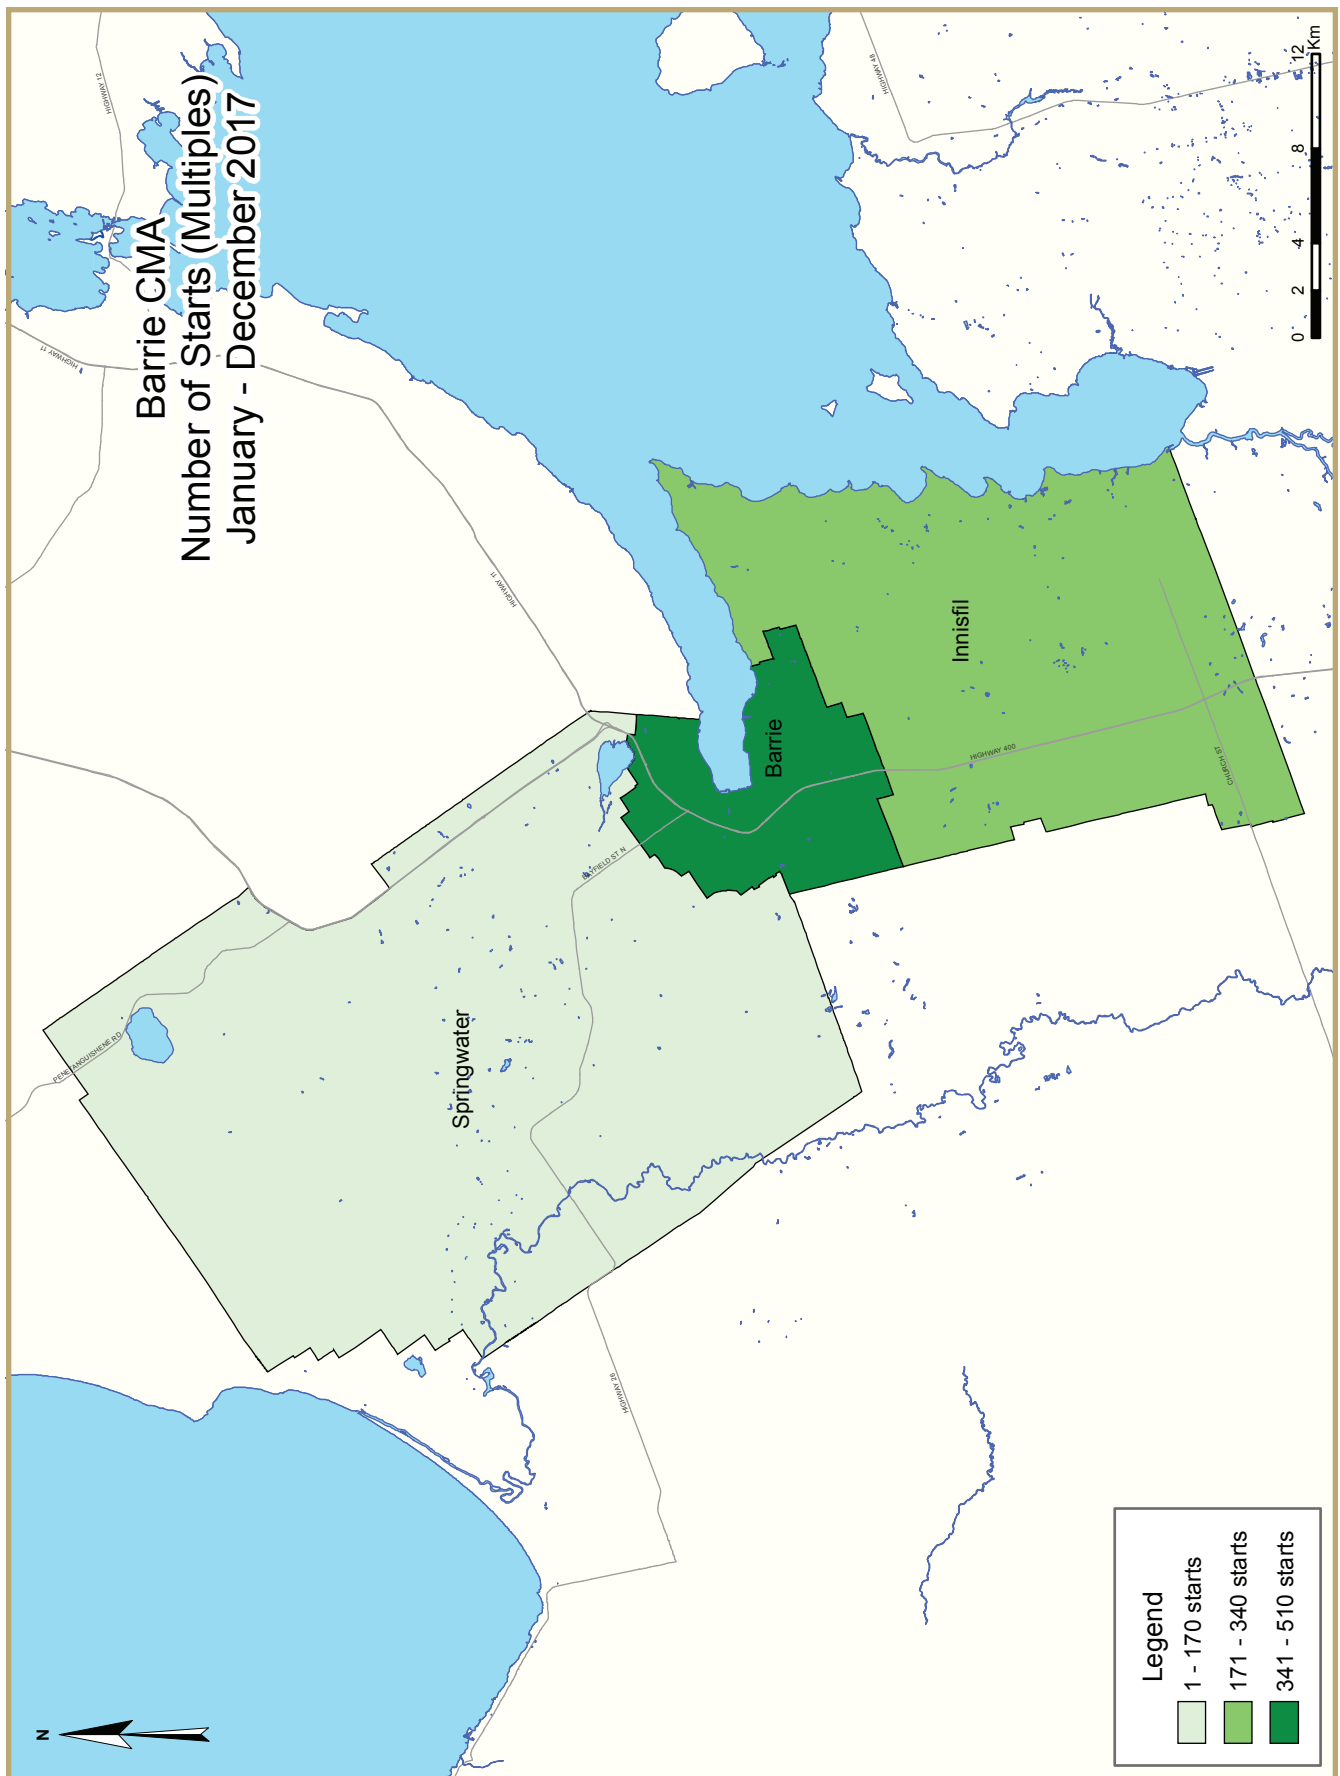 Barrie CMA
Number of Starts (Multiples)
January - December 2017
HIGHWAY 12
HIGHWAY 11
HIGHWAY 48
HIGHWAY 11
PENETANGUISHENE RD
BAYFIELD ST N
Springwater
Barrie
Innisfil
HIGHWAY 400
CHURCH ST
HIGHWAY 26
N
Legend
1 - 170 starts
171 - 340 starts
341 - 510 starts
0 2 4 8 12
Km